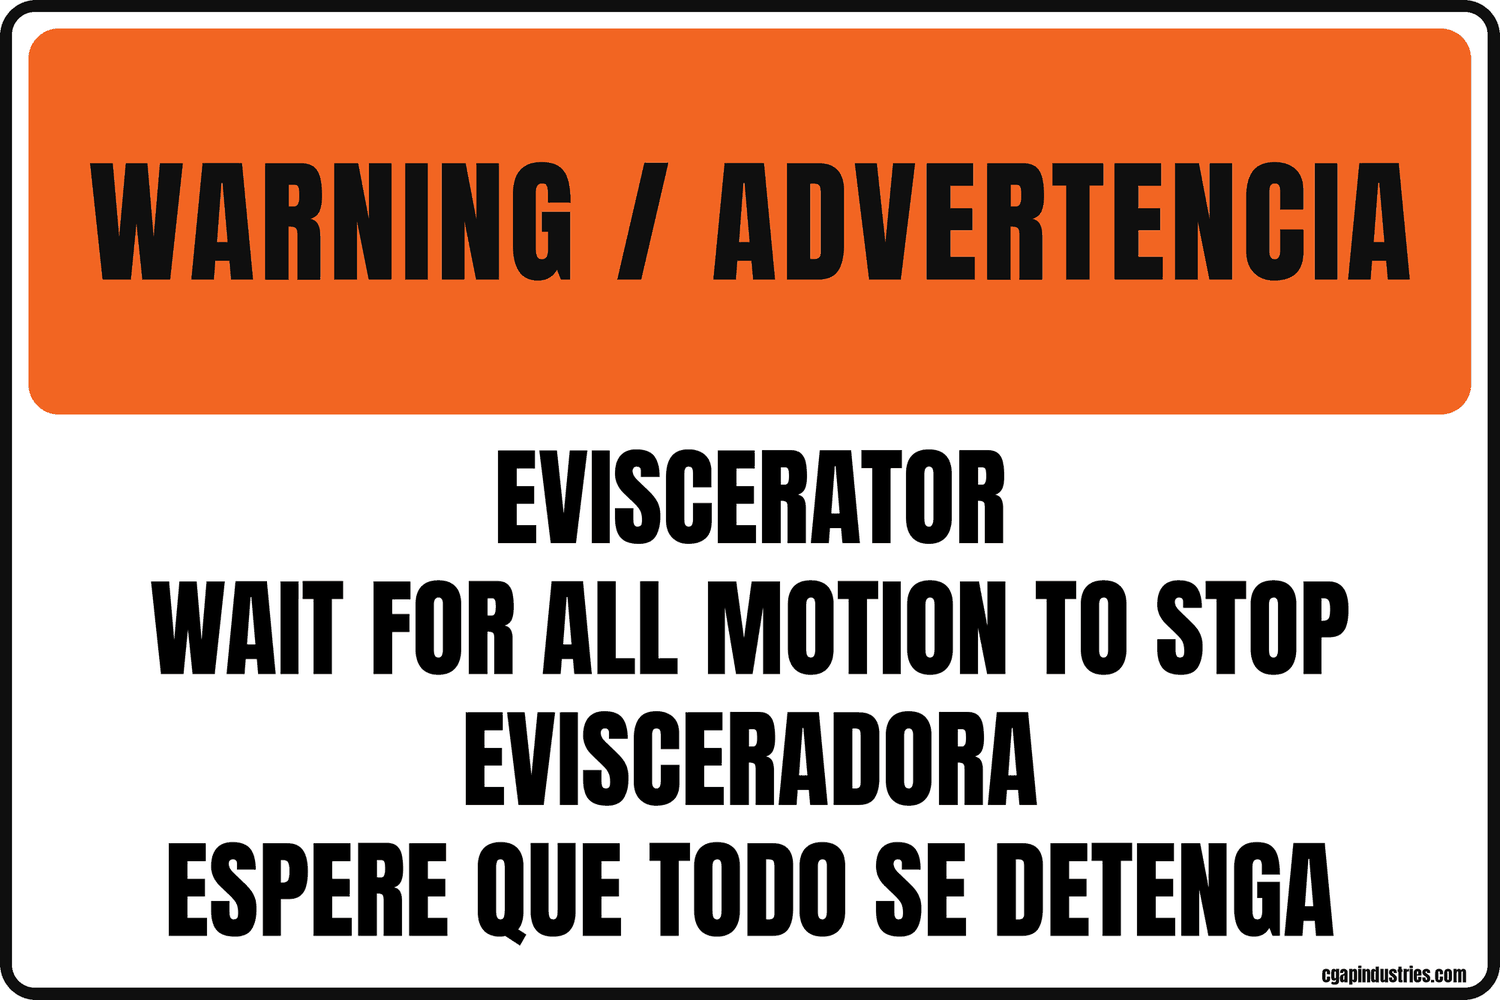 WARNING / ADVERTENCIA
EVISCERATOR
WAIT FOR ALL MOTION TO STOP
EVISCERADORA
ESPERE QUE TODO SE DETENGA
cgapindustries.com